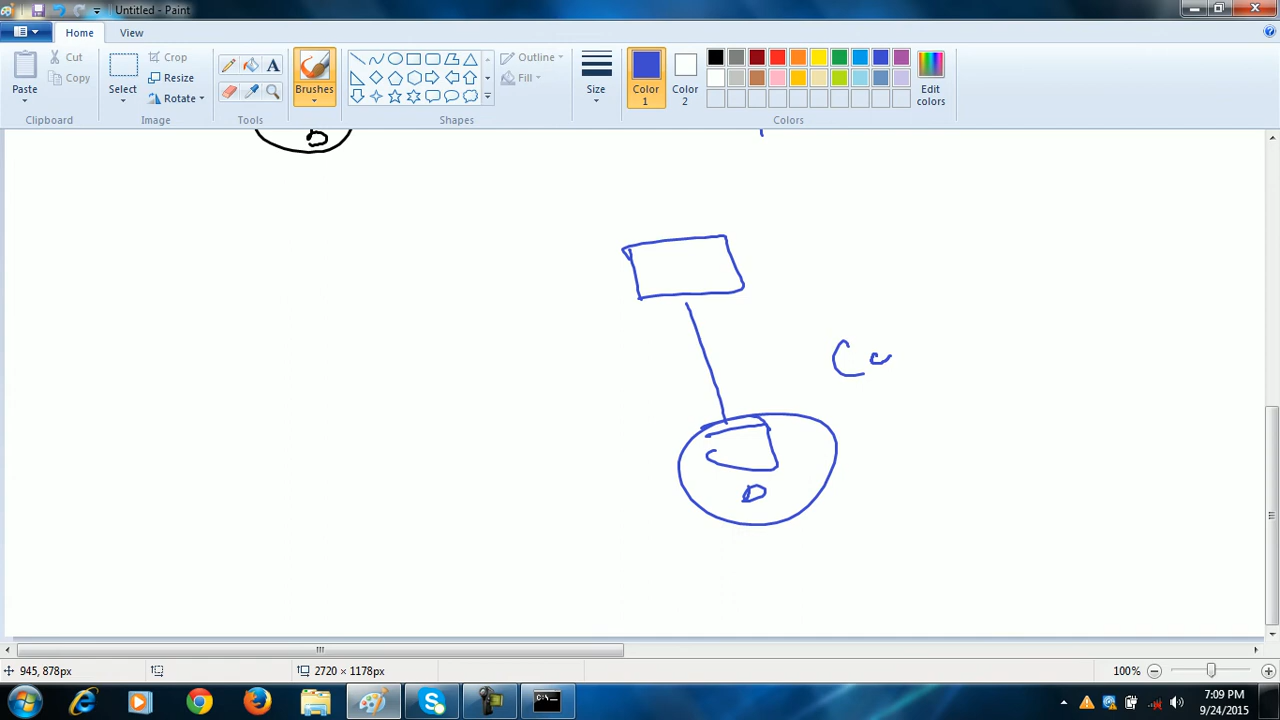 Untitled - Paint
Home
View
Paste
Cut
Copy
Clipboard
Select
Crop
Resize
Rotate
Image
Tools
Brushes
Shapes
Outline
Fill
Size
Color 1
Color 2
Edit colors
Colors
D
945, 878px
2720 × 1178px
100%
7:09 PM
9/24/2015